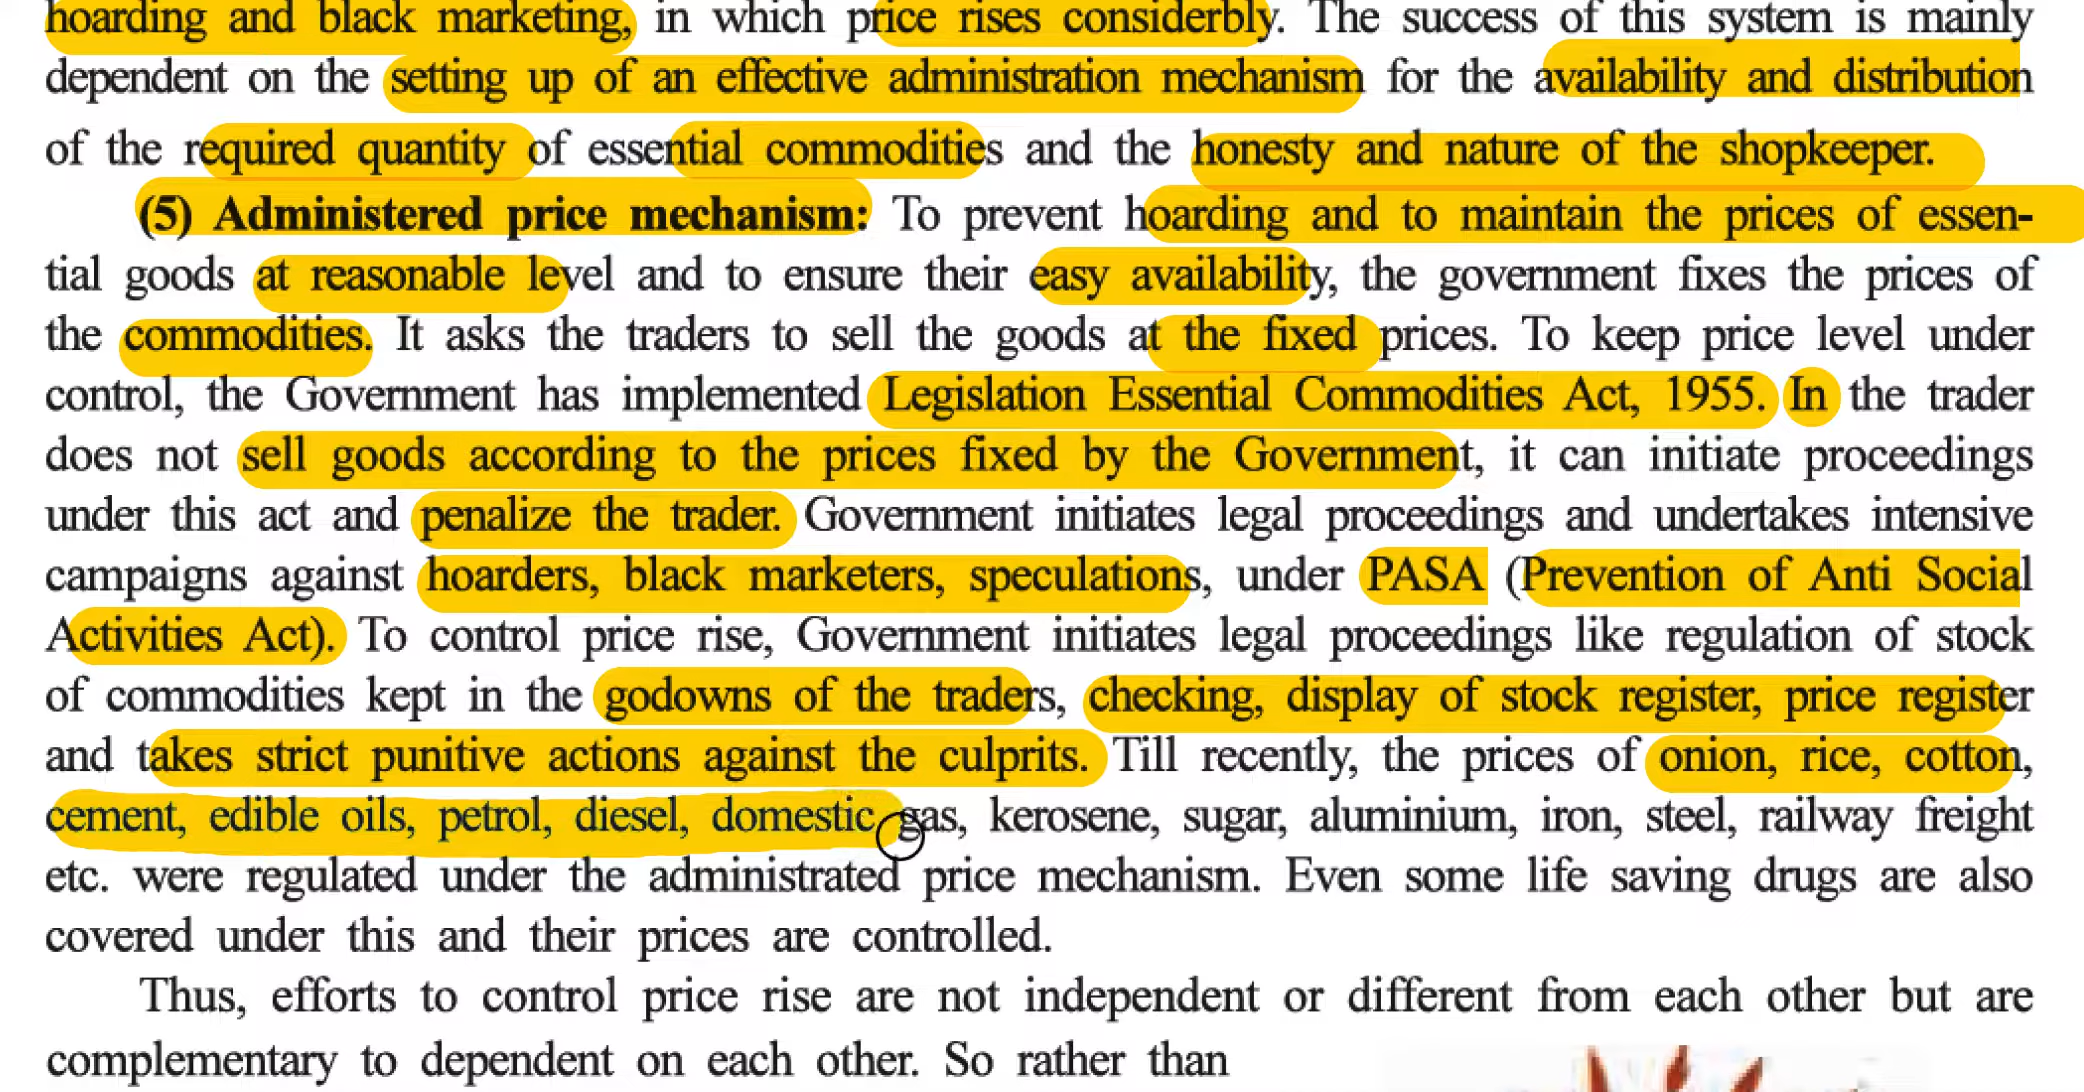 hoarding and black marketing, in which price rises considerbly. The success of this system is mainly
dependent on the setting up of an effective administration mechanism for the availability and distribution
of the required quantity of essential commodities and the honesty and nature of the shopkeeper.
(5) Administered price mechanism: To prevent hoarding and to maintain the prices of essen-
tial goods at reasonable level and to ensure their easy availability, the government fixes the prices of
the commodities. It asks the traders to sell the goods at the fixed prices. To keep price level under
control, the Government has implemented Legislation Essential Commodities Act, 1955. In the trader
does not sell goods according to the prices fixed by the Government, it can initiate proceedings
under this act and penalize the trader. Government initiates legal proceedings and undertakes intensive
campaigns against hoarders, black marketers, speculations, under PASA (Prevention of Anti Social
Activities Act). To control price rise, Government initiates legal proceedings like regulation of stock
of commodities kept in the godowns of the traders, checking, display of stock register, price register
and takes strict punitive actions against the culprits. Till recently, the prices of onion, rice, cotton,
cement, edible oils, petrol, diesel, domestic gas, kerosene, sugar, aluminium, iron, steel, railway freight
etc. were regulated under the administrated price mechanism. Even some life saving drugs are also
covered under this and their prices are controlled.
Thus, efforts to control price rise are not independent or different from each other but are
complementary to dependent on each other. So rather than